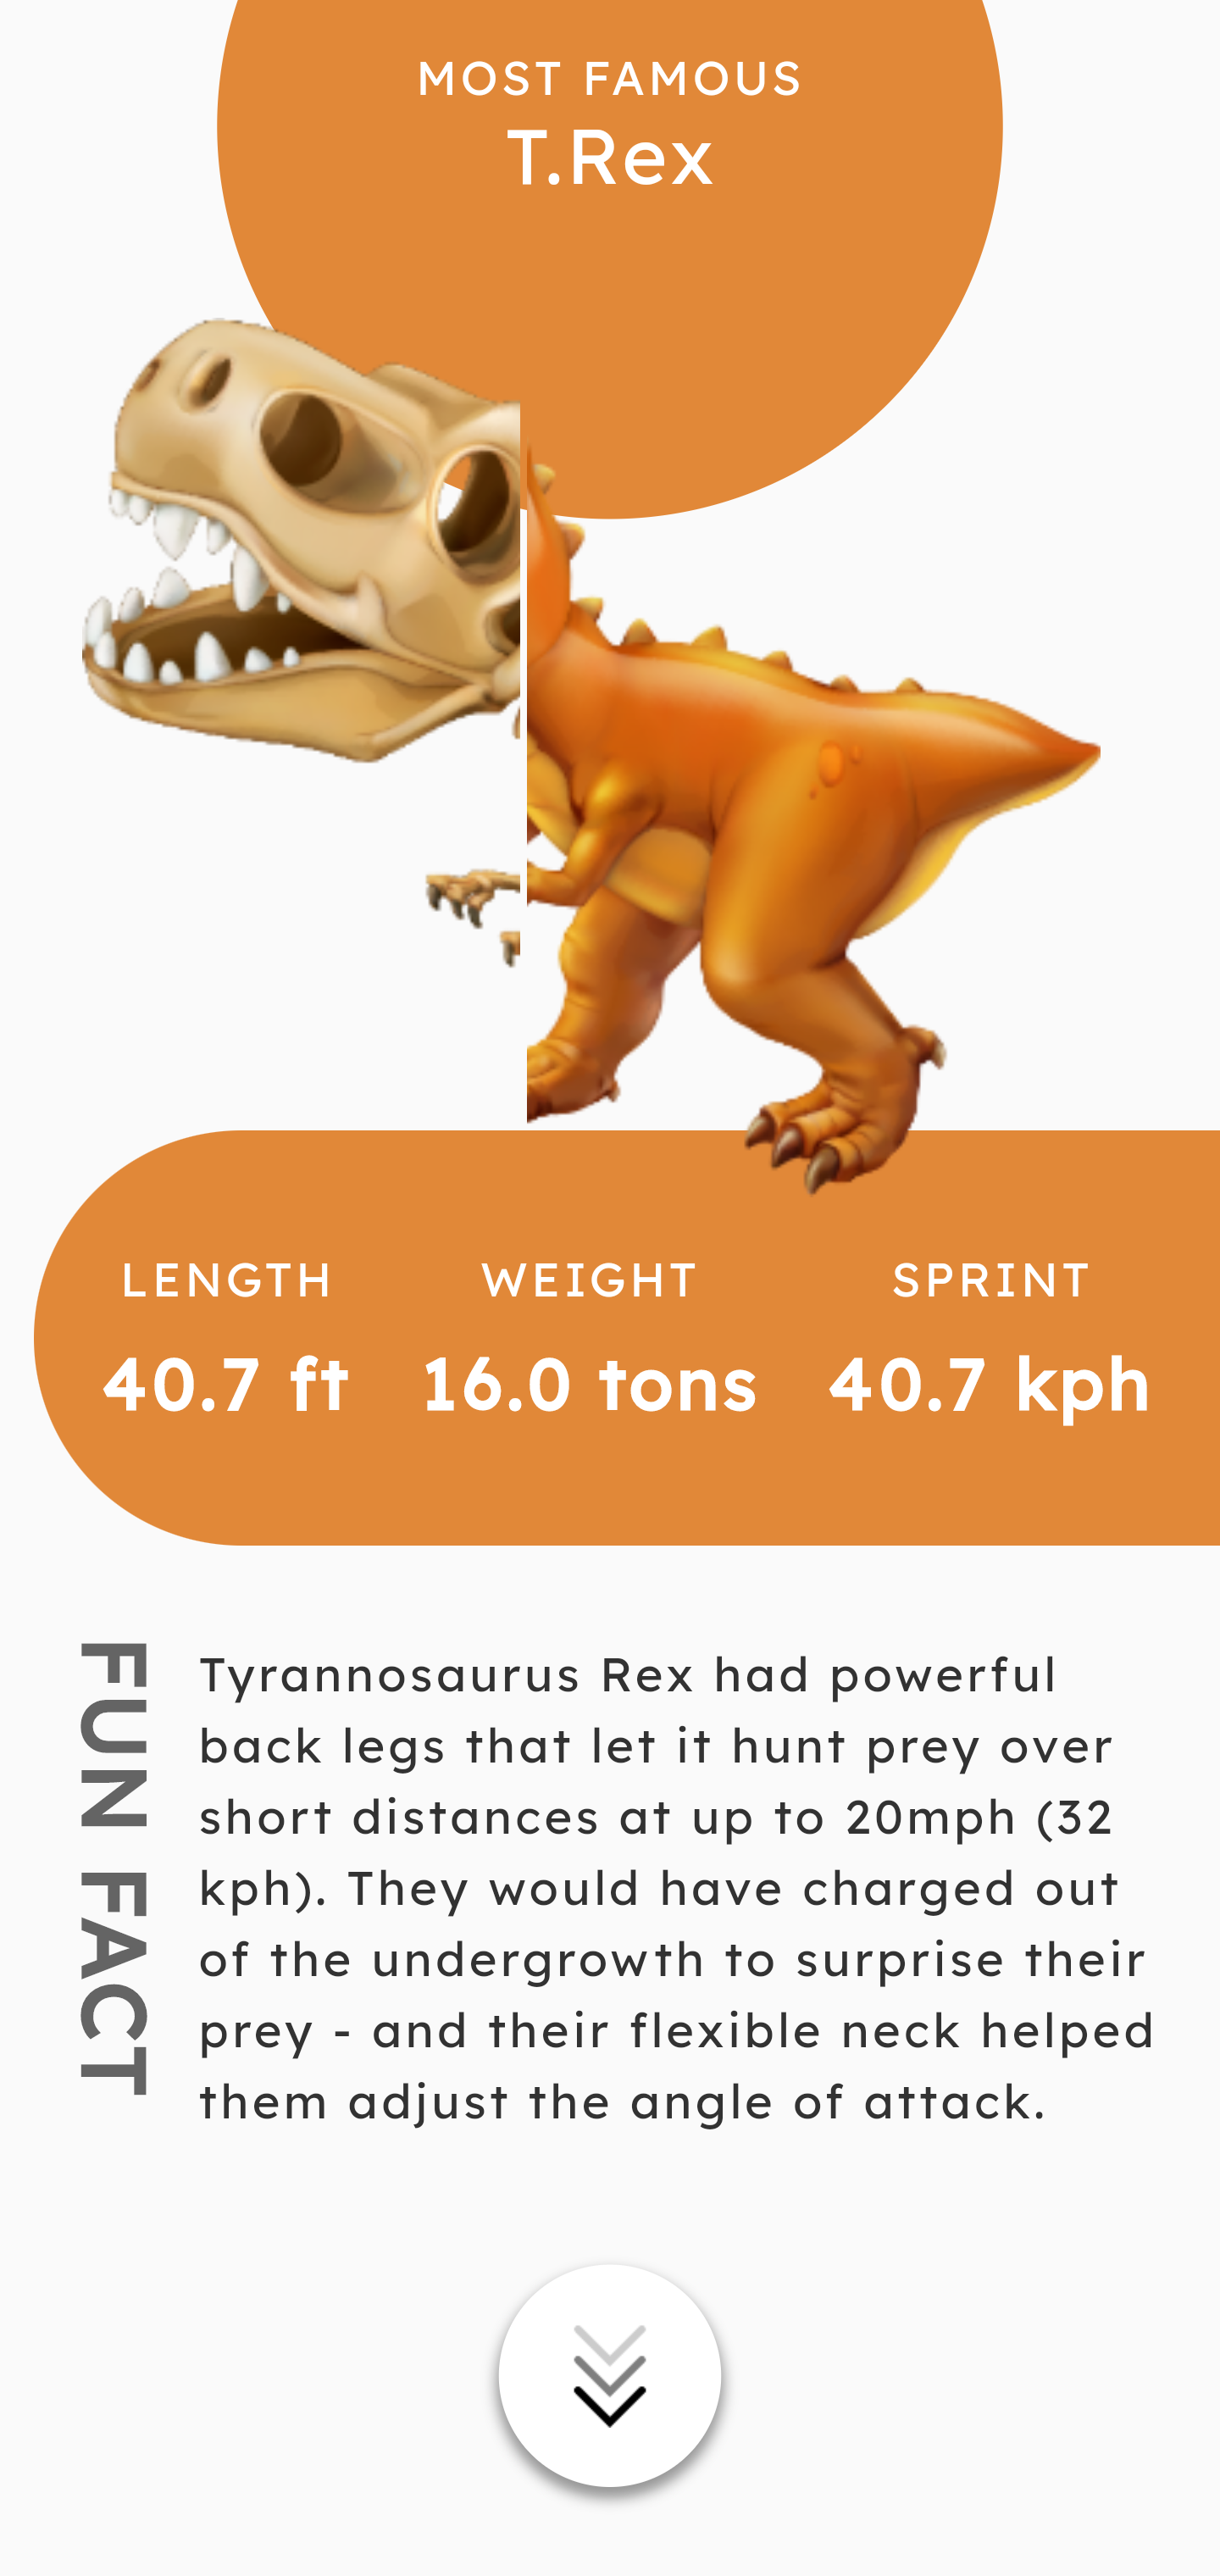 MOST FAMOUS
T.Rex
LENGTH
40.7 ft
WEIGHT
16.0 tons
SPRINT
40.7 kph
FUN FACT
Tyrannosaurus Rex had powerful
back legs that let it hunt prey over
short distances at up to 20mph (32
kph). They would have charged out
of the undergrowth to surprise their
prey - and their flexible neck helped
them adjust the angle of attack.